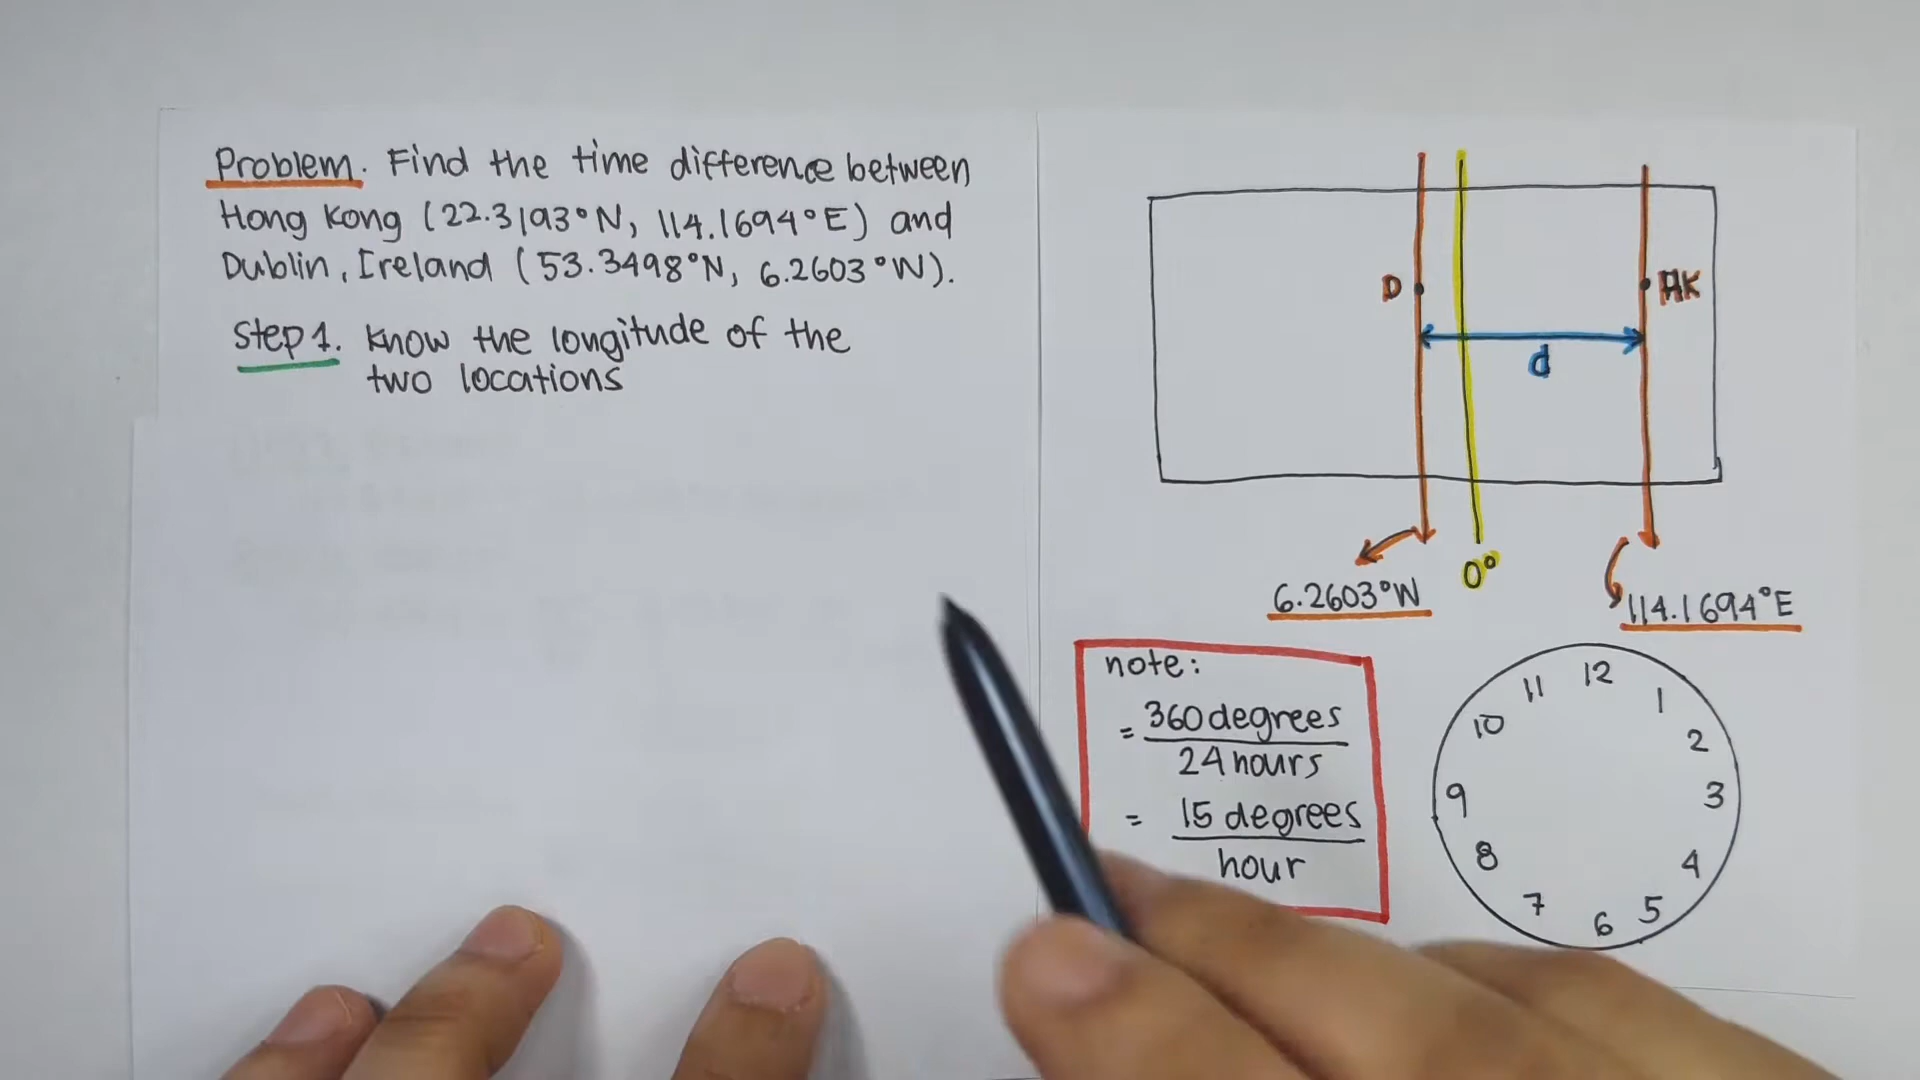 Problem. Find the time difference between
Hong Kong (22.3193°N, 114.1694°E) and
Dublin, Ireland (53.3498°N, 6.2603°W).
Step 1. Know the longitude of the
two locations
D
HK
d
0°
6.2603°W
114.1694°E
note:
= 360 degrees
24 hours
= 15 degrees
hour
12
11
1
10
2
9
3
8
4
7
5
6